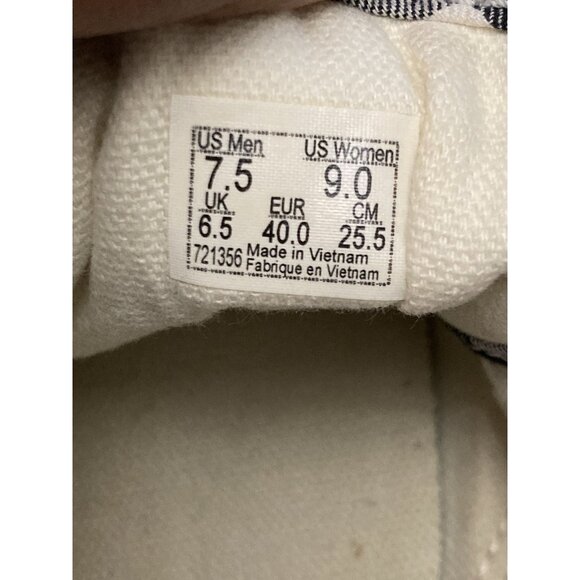 US Men US Women
7.5 9.0
UK EUR CM
6.5 40.0 25.5
721356 Made in Vietnam
Fabrique en Vietnam